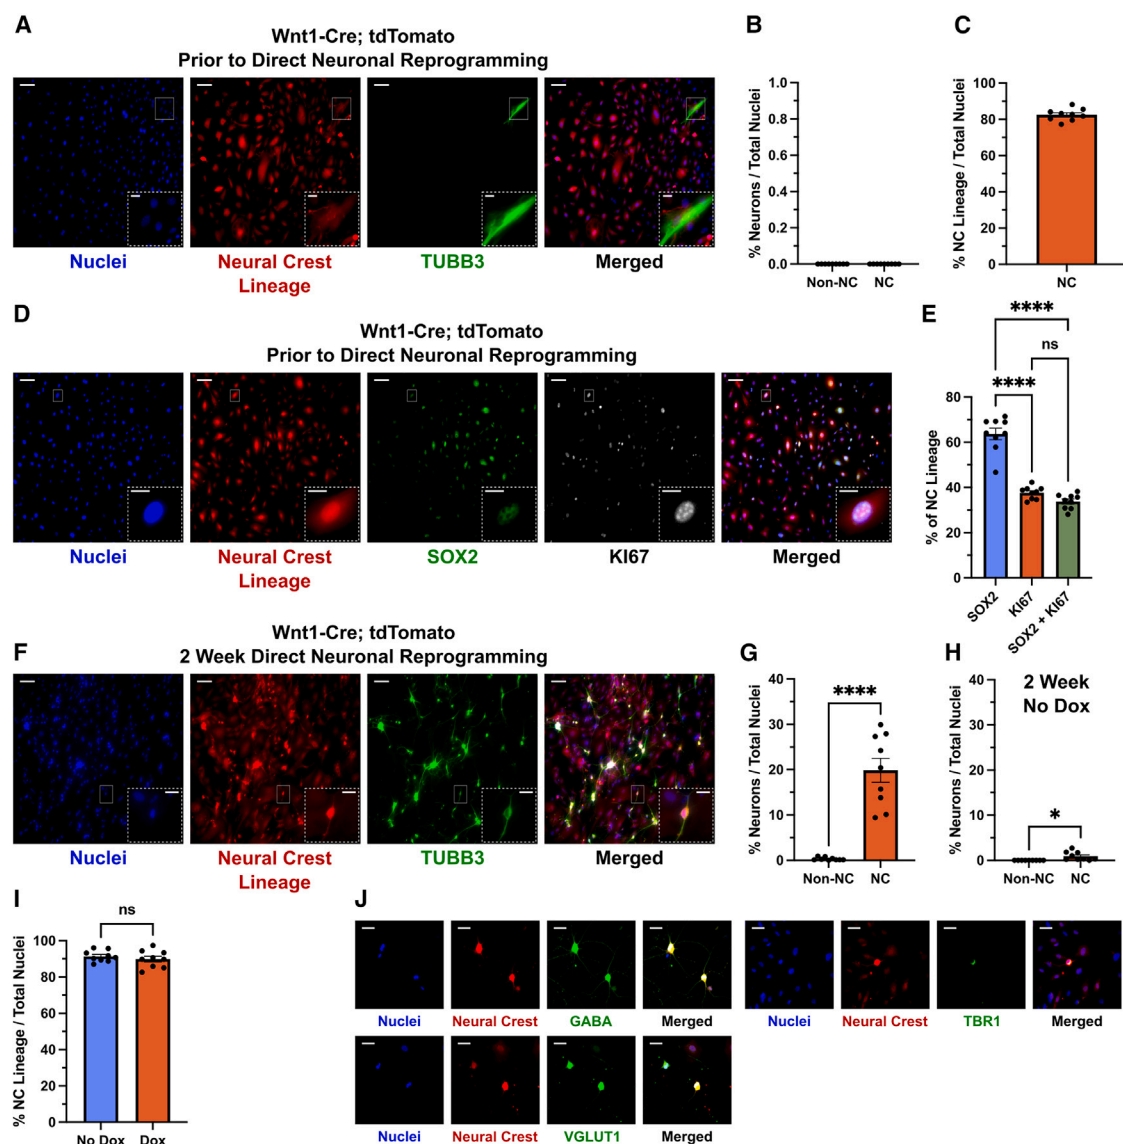 A
Wnt1-Cre; tdTomato
Prior to Direct Neuronal Reprogramming
Nuclei
Neural Crest
Lineage
TUBB3
Merged
B
% Neurons / Total Nuclei
1.0
0.8
0.6
0.4
0.2
0.0
Non-NC
NC
C
% NC Lineage / Total Nuclei
100
80
60
40
20
0
NC
D
Wnt1-Cre; tdTomato
Prior to Direct Neuronal Reprogramming
Nuclei
Neural Crest
Lineage
SOX2
KI67
Merged
E
****
ns
****
% of NC Lineage
80
60
40
20
0
SOX2
KI67
SOX2 + KI67
F
Wnt1-Cre; tdTomato
2 Week Direct Neuronal Reprogramming
Nuclei
Neural Crest
Lineage
TUBB3
Merged
G
% Neurons / Total Nuclei
****
40
30
20
10
0
Non-NC
NC
H
2 Week
No Dox
% Neurons / Total Nuclei
*
40
30
20
10
0
Non-NC
NC
I
ns
% NC Lineage / Total Nuclei
100
80
60
40
20
0
No Dox
Dox
J
Nuclei
Neural Crest
GABA
Merged
Nuclei
Neural Crest
TBR1
Merged
Nuclei
Neural Crest
VGLUT1
Merged